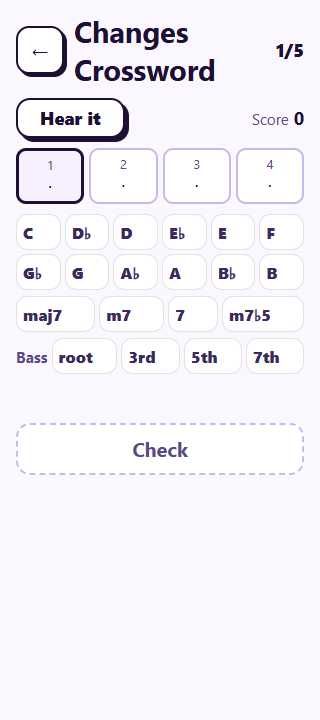 ←
Changes
Crossword
1/5
Hear it
Score 0
1 2 3 4
. . . .
C D♭ D E♭ E F
G♭ G A♭ A B♭ B
maj7 m7 7 m7♭5
Bass root 3rd 5th 7th
Check